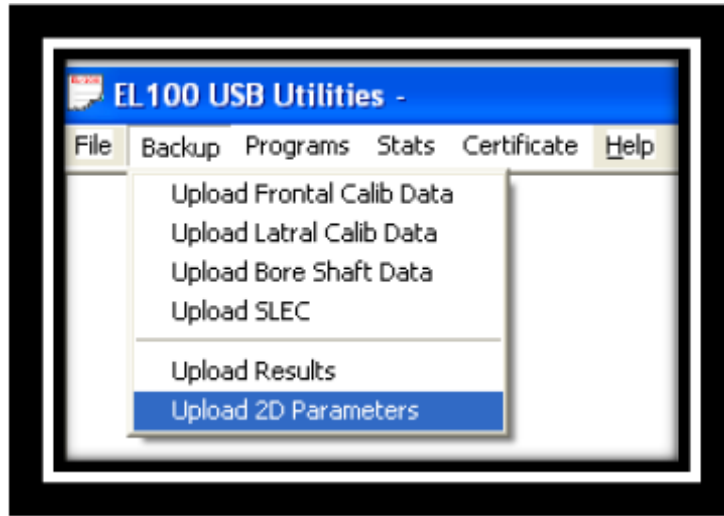 EL100 USB Utilities -
File Backup Programs Stats Certificate Help
Upload Frontal Calib Data
Upload Latral Calib Data
Upload Bore Shaft Data
Upload SLEC
Upload Results
Upload 2D Parameters